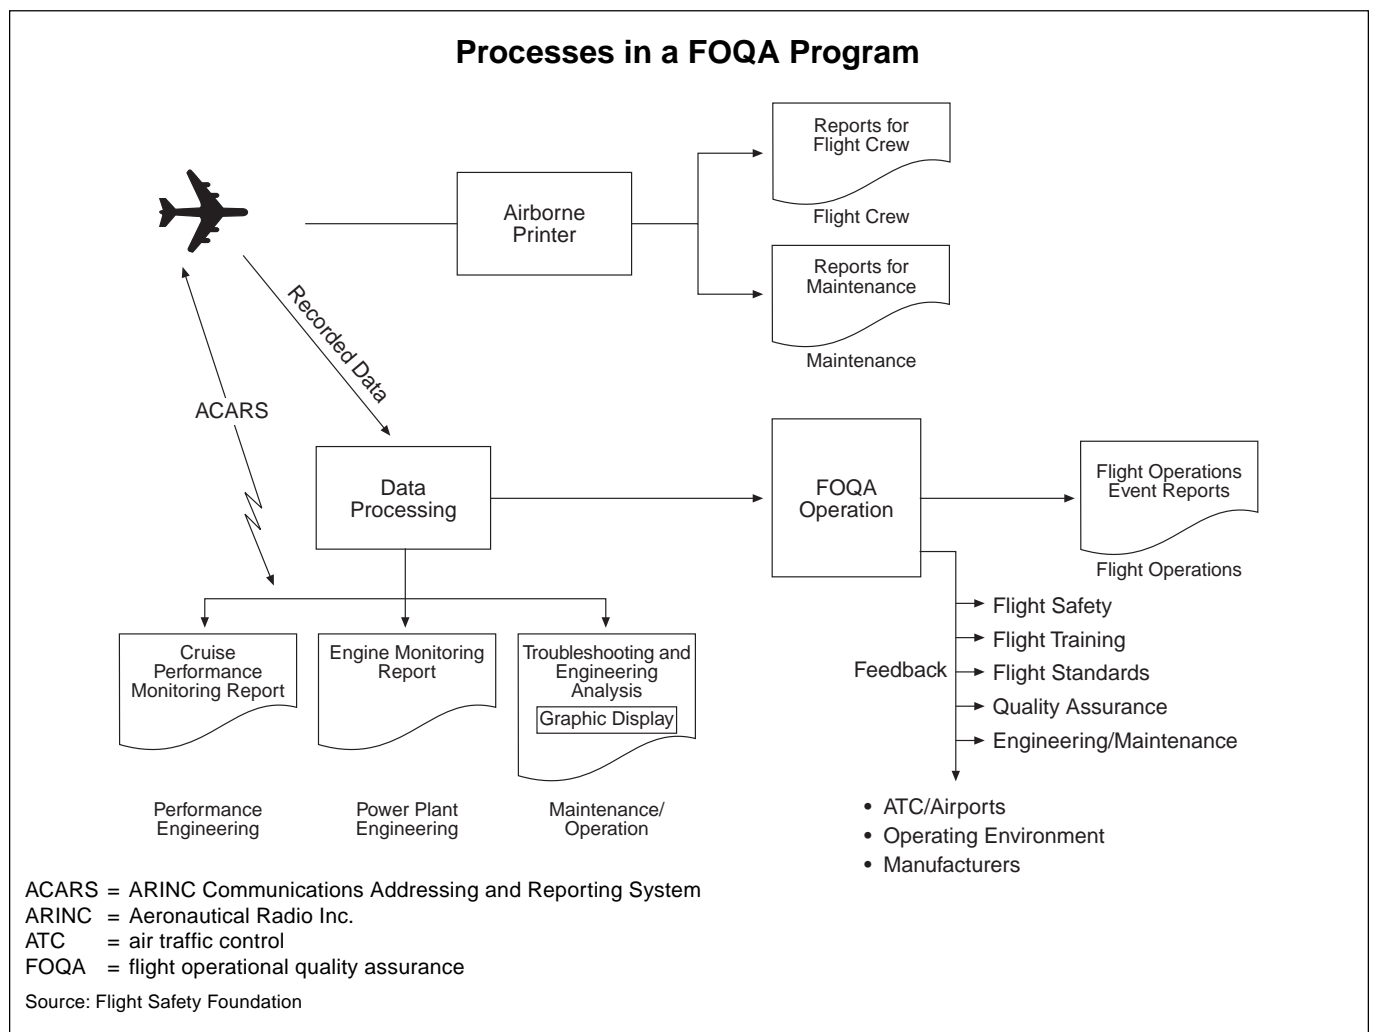 Processes in a FOQA Program
Reports for
Flight Crew
Flight Crew
Airborne
Printer
Reports for
Maintenance
Maintenance
Recorded Data
ACARS
Data
Processing
FOQA
Operation
Flight Operations
Event Reports
Flight Operations
Cruise
Performance
Monitoring Report
Performance
Engineering
Engine Monitoring
Report
Power Plant
Engineering
Troubleshooting and
Engineering
Analysis
Graphic Display
Maintenance/
Operation
Feedback
Flight Safety
Flight Training
Flight Standards
Quality Assurance
Engineering/Maintenance
• ATC/Airports
• Operating Environment
• Manufacturers
ACARS = ARINC Communications Addressing and Reporting System
ARINC = Aeronautical Radio Inc.
ATC = air traffic control
FOQA = flight operational quality assurance
Source: Flight Safety Foundation